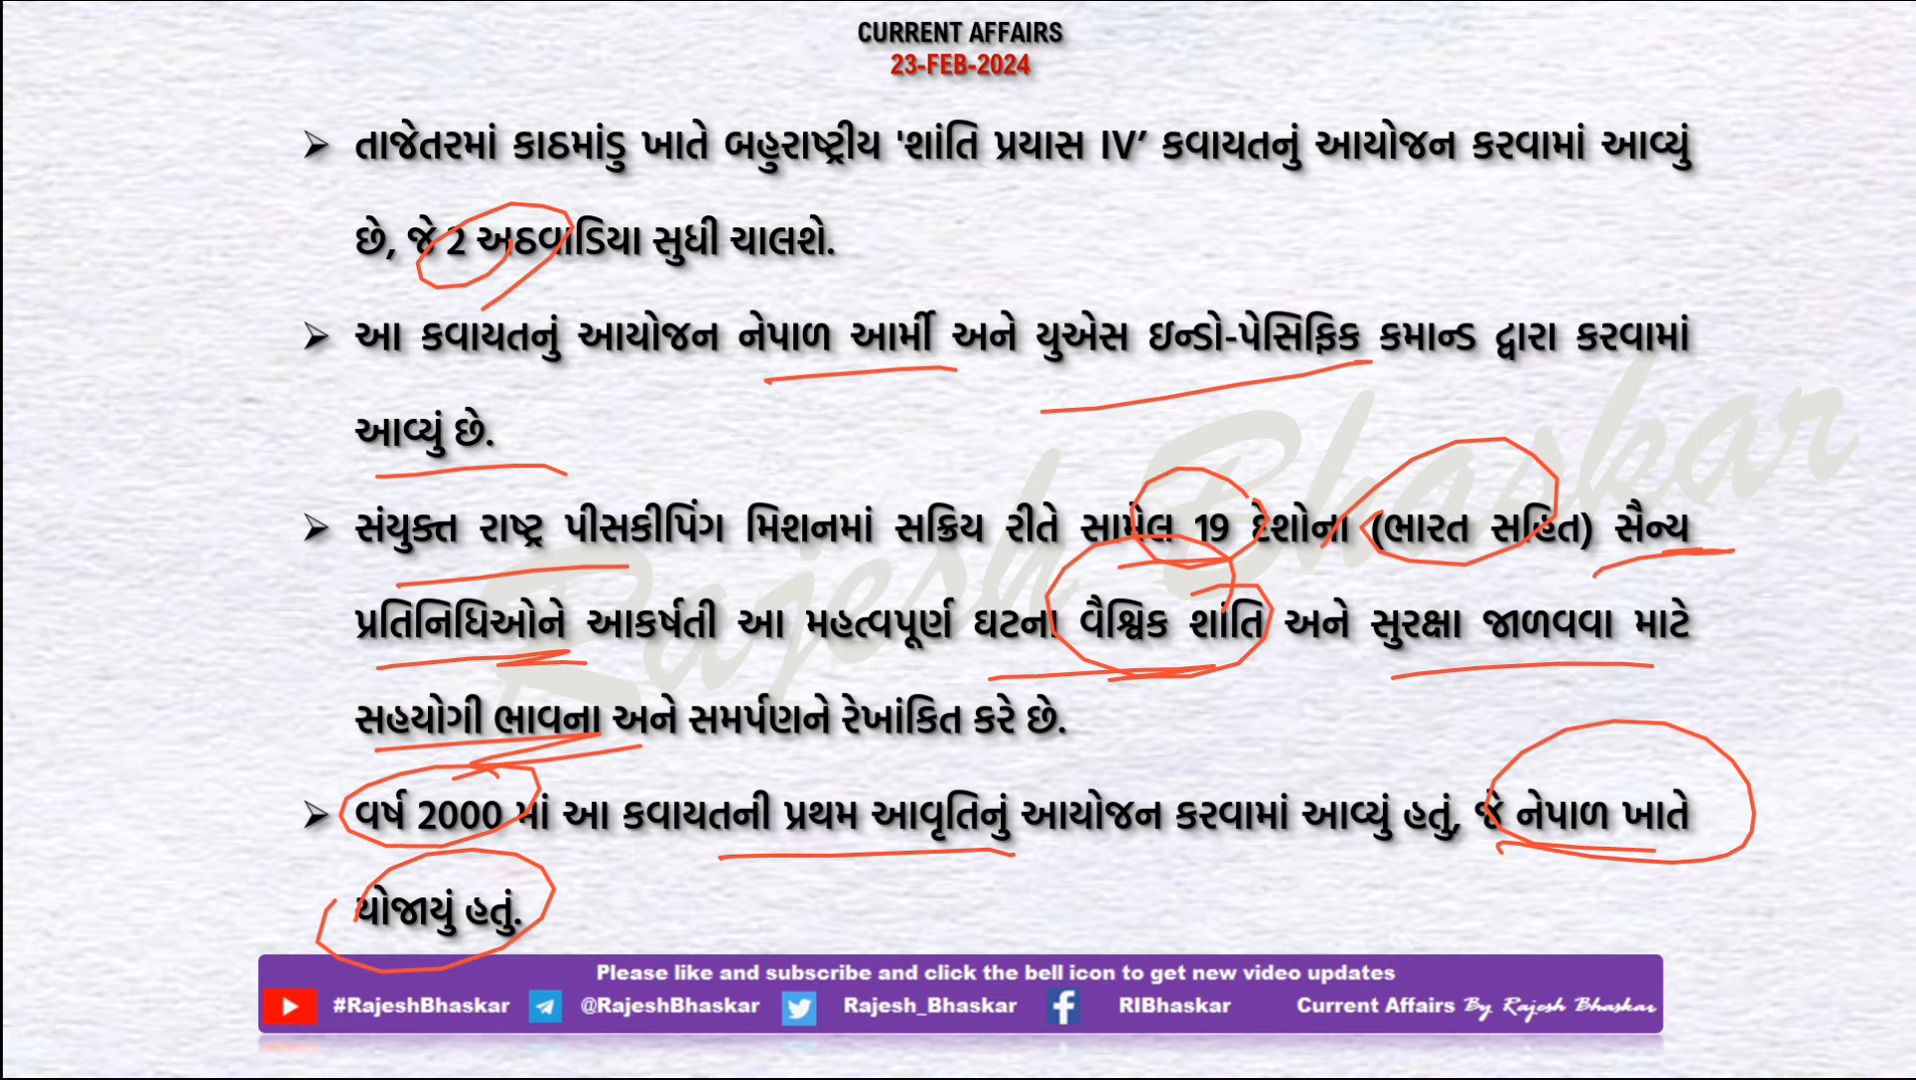 CURRENT AFFAIRS
23-FEB-2024
➢ તાજેતરમાં કાઠમાંડુ ખાતે બહુરાષ્ટ્રીય 'શાંતિ પ્રયાસ IV’ કવાયતનું આયોજન કરવામાં આવ્યું
છે, જે 2 અઠવાડિયા સુધી ચાલશે.
➢ આ કવાયતનું આયોજન નેપાળ આર્મી અને યુએસ ઇન્ડો-પેસિફિક કમાન્ડ દ્વારા કરવામાં
આવ્યું છે.
➢ સંયુક્ત રાષ્ટ્ર પીસકીપિંગ મિશનમાં સક્રિય રીતે સામેલ 19 દેશોના (ભારત સહિત) સૈન્ય
પ્રતિનિધિઓને આકર્ષતી આ મહત્વપૂર્ણ ઘટના વૈશ્વિક શાંતિ અને સુરક્ષા જાળવવા માટે
સહયોગી ભાવના અને સમર્પણને રેખાંકિત કરે છે.
➢ વર્ષ 2000 માં આ કવાયતની પ્રથમ આવૃતિનું આયોજન કરવામાં આવ્યું હતું, જે નેપાળ ખાતે
યોજાયું હતું.
Rajesh Bhaskar
Please like and subscribe and click the bell icon to get new video updates
#RajeshBhaskar @RajeshBhaskar Rajesh_Bhaskar RIBhaskar Current Affairs By Rajesh Bhaskar